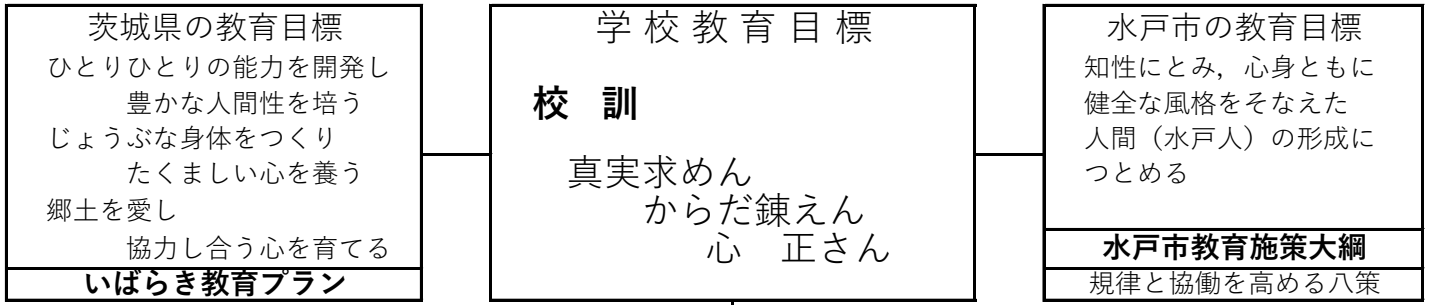 茨城県の教育目標
ひとりひとりの能力を開発し
豊かな人間性を培う
じょうぶな身体をつくり
たくましい心を養う
郷土を愛し
協力し合う心を育てる
いばらき教育プラン
学校教育目標
校 訓
真実求めん
からだ錬えん
心 正さん
水戸市の教育目標
知性にとみ，心身ともに
健全な風格をそなえた
人間（水戸人）の形成に
つとめる
水戸市教育施策大綱
規律と協働を高める八策